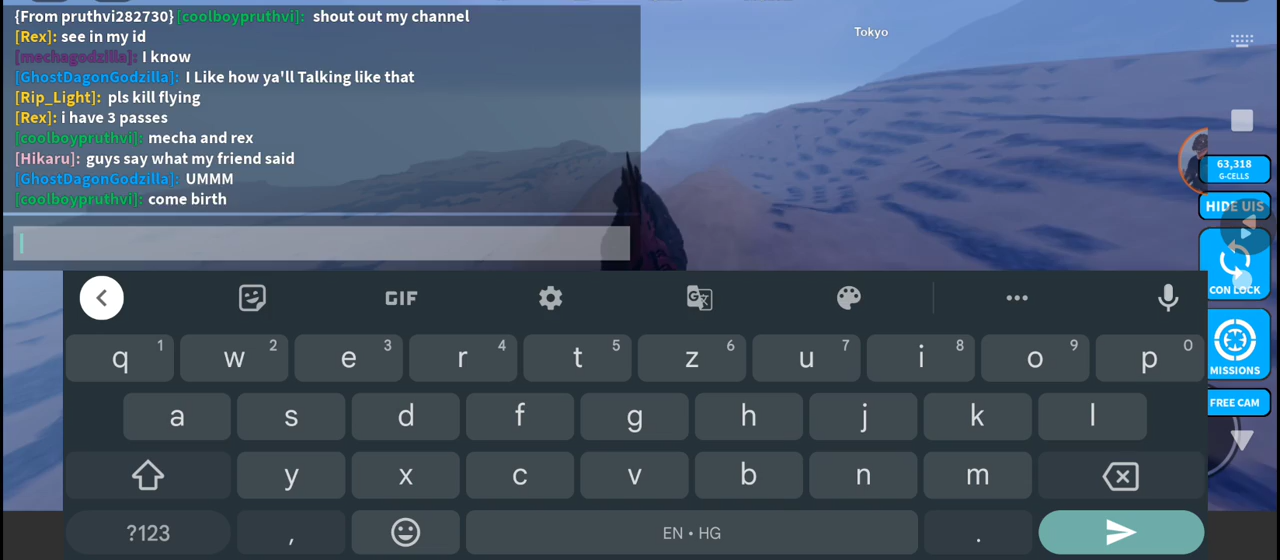 {From pruthvi282730}[coolboypruthvi]: shout out my channel
[Rex]: see in my id
[mechagodzilla]: I know
[GhostDagonGodzilla]: I Like how ya'll Talking like that
[Rip_Light]: pls kill flying
[Rex]: i have 3 passes
[coolboypruthvi]: mecha and rex
[Hikaru]: guys say what my friend said
[GhostDagonGodzilla]: UMMM
[coolboypruthvi]: come birth
Tokyo
63,318
G-CELLS
HIDE UIS
CON LOCK
MISSIONS
FREE CAM
GIF
q 1 w 2 e 3 r 4 t 5 z 6 u 7 i 8 o 9 p 0
a s d f g h j k l
y x c v b n m
?123 , EN • HG .